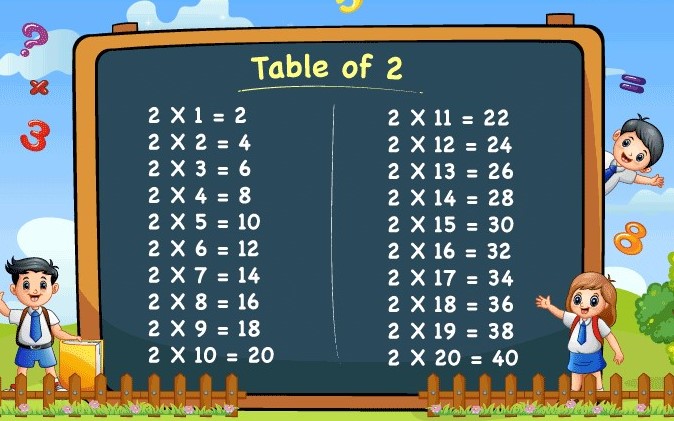 Table of 2
2 X 1 = 2
2 X 2 = 4
2 X 3 = 6
2 X 4 = 8
2 X 5 = 10
2 X 6 = 12
2 X 7 = 14
2 X 8 = 16
2 X 9 = 18
2 X 10 = 20
2 X 11 = 22
2 X 12 = 24
2 X 13 = 26
2 X 14 = 28
2 X 15 = 30
2 X 16 = 32
2 X 17 = 34
2 X 18 = 36
2 X 19 = 38
2 X 20 = 40
?
x
3
=
8